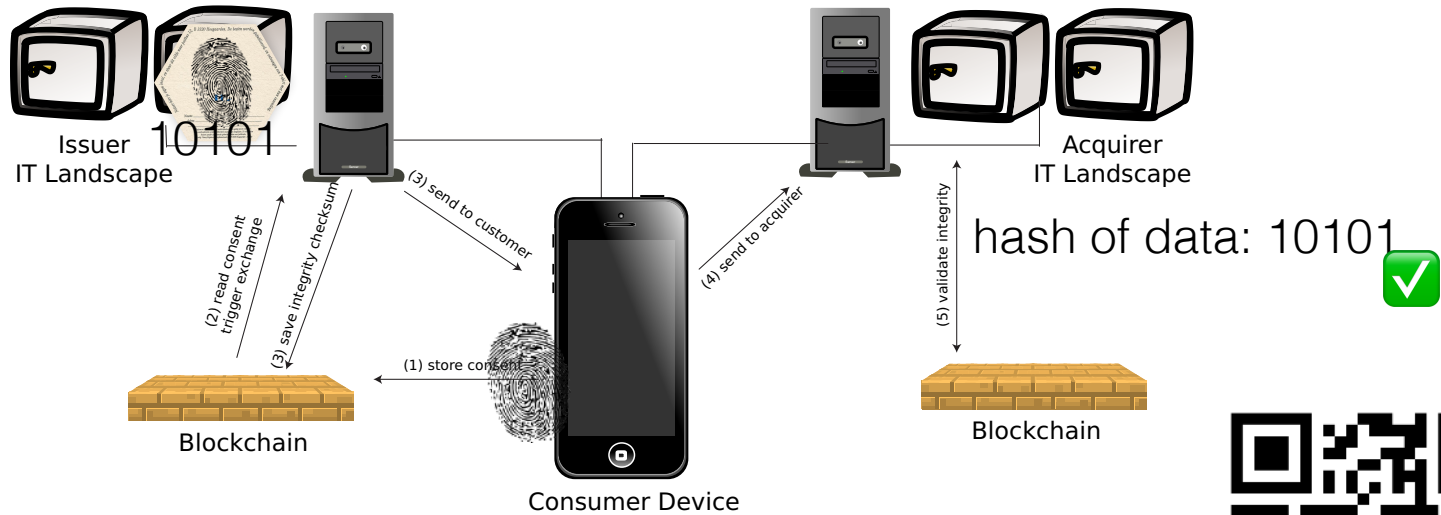 Issuer
IT Landscape
10101
Acquirer
IT Landscape
(3) send to customer
(4) send to acquirer
(2) read consent
trigger exchange
(3) save integrity checksum
(5) validate integrity
hash of data: 10101
(1) store consent
Blockchain
Blockchain
Consumer Device